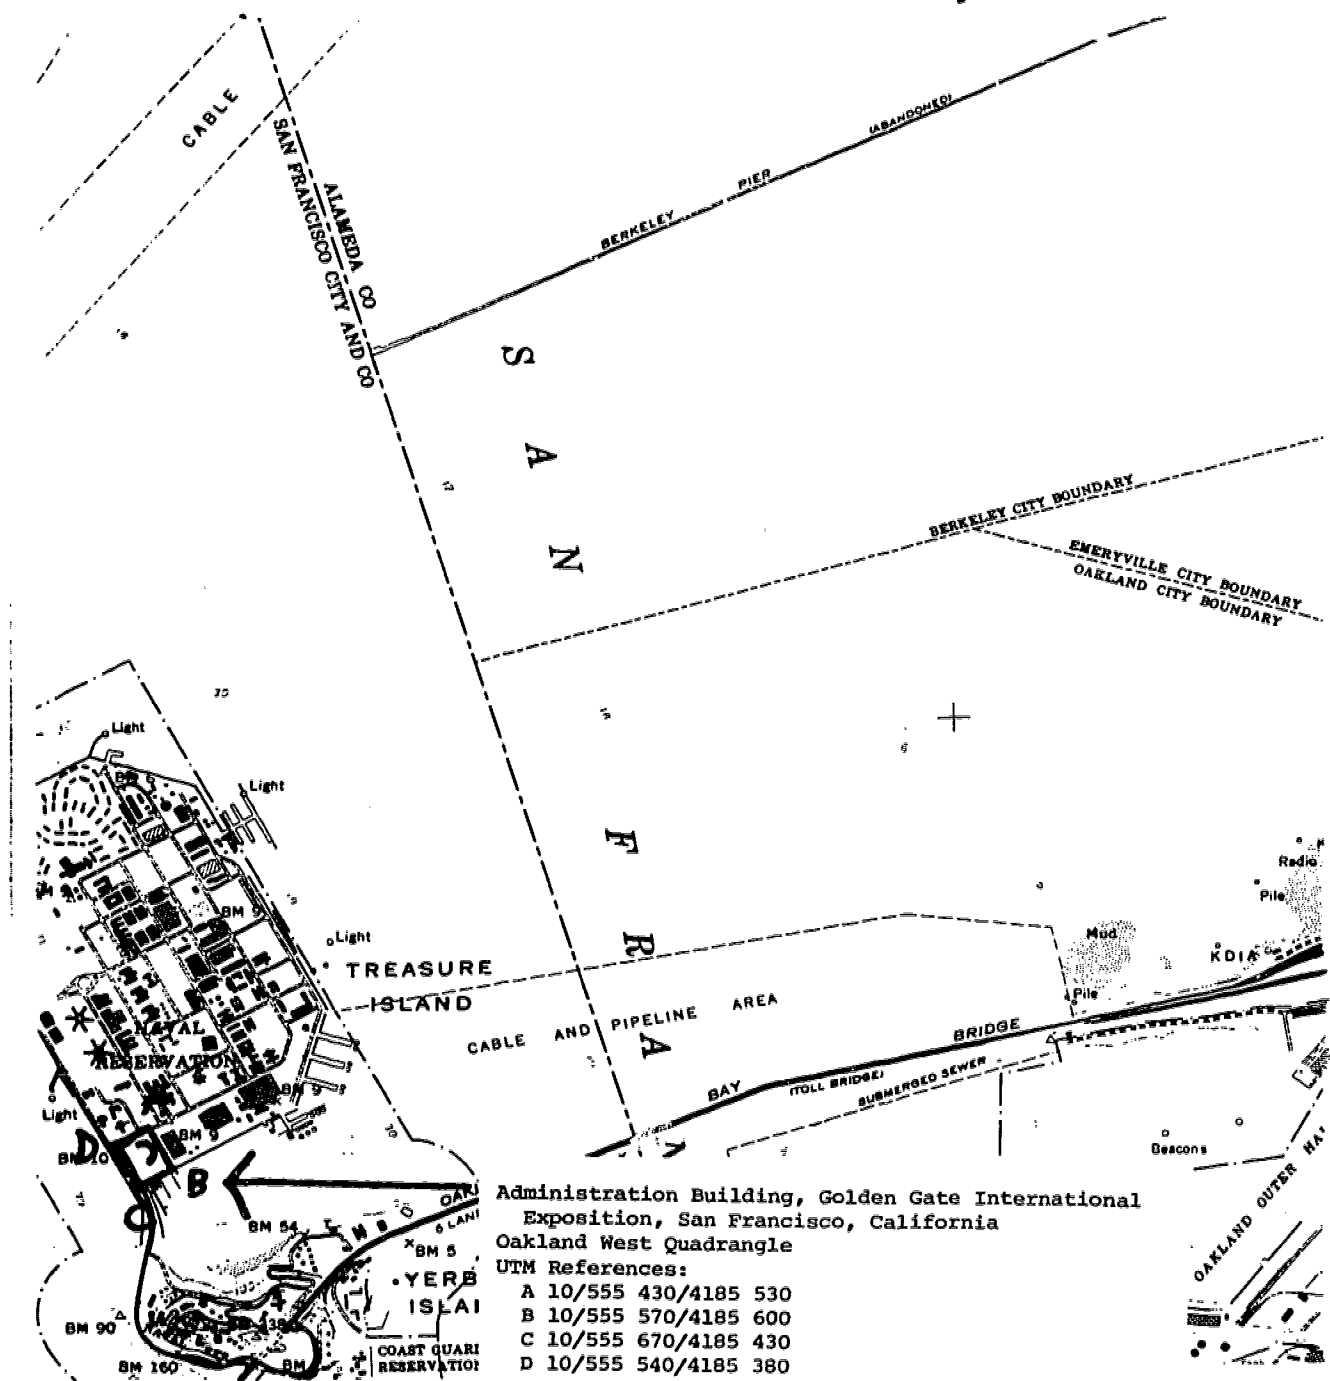 CABLE
SAN FRANCISCO CITY AND CO
ALAMEDA CO
BERKELEY PIER (ABANDONED)
S A N F R A
BERKELEY CITY BOUNDARY
EMERYVILLE CITY BOUNDARY
OAKLAND CITY BOUNDARY
Light
BM 6
Light
BM 9
Light
TREASURE
ISLAND
NAVAL
RESERVATION
BM 9
Light
BM 9
BM 10
D
B
C
CABLE AND PIPELINE AREA
BAY BRIDGE
(TOLL BRIDGE)
SUBMERGED SEWER
Radio
Pile
Mud
KDIA
Pile
Beacons
OAKLAND OUTER HA
BM 54
OAKL
6 LAN
BM 5
YERB
ISLA
BM 90
BM 160
BM
COAST GUAR
RESERVATIO
Administration Building, Golden Gate International
Exposition, San Francisco, California
Oakland West Quadrangle
UTM References:
A 10/555 430/4185 530
B 10/555 570/4185 600
C 10/555 670/4185 430
D 10/555 540/4185 380